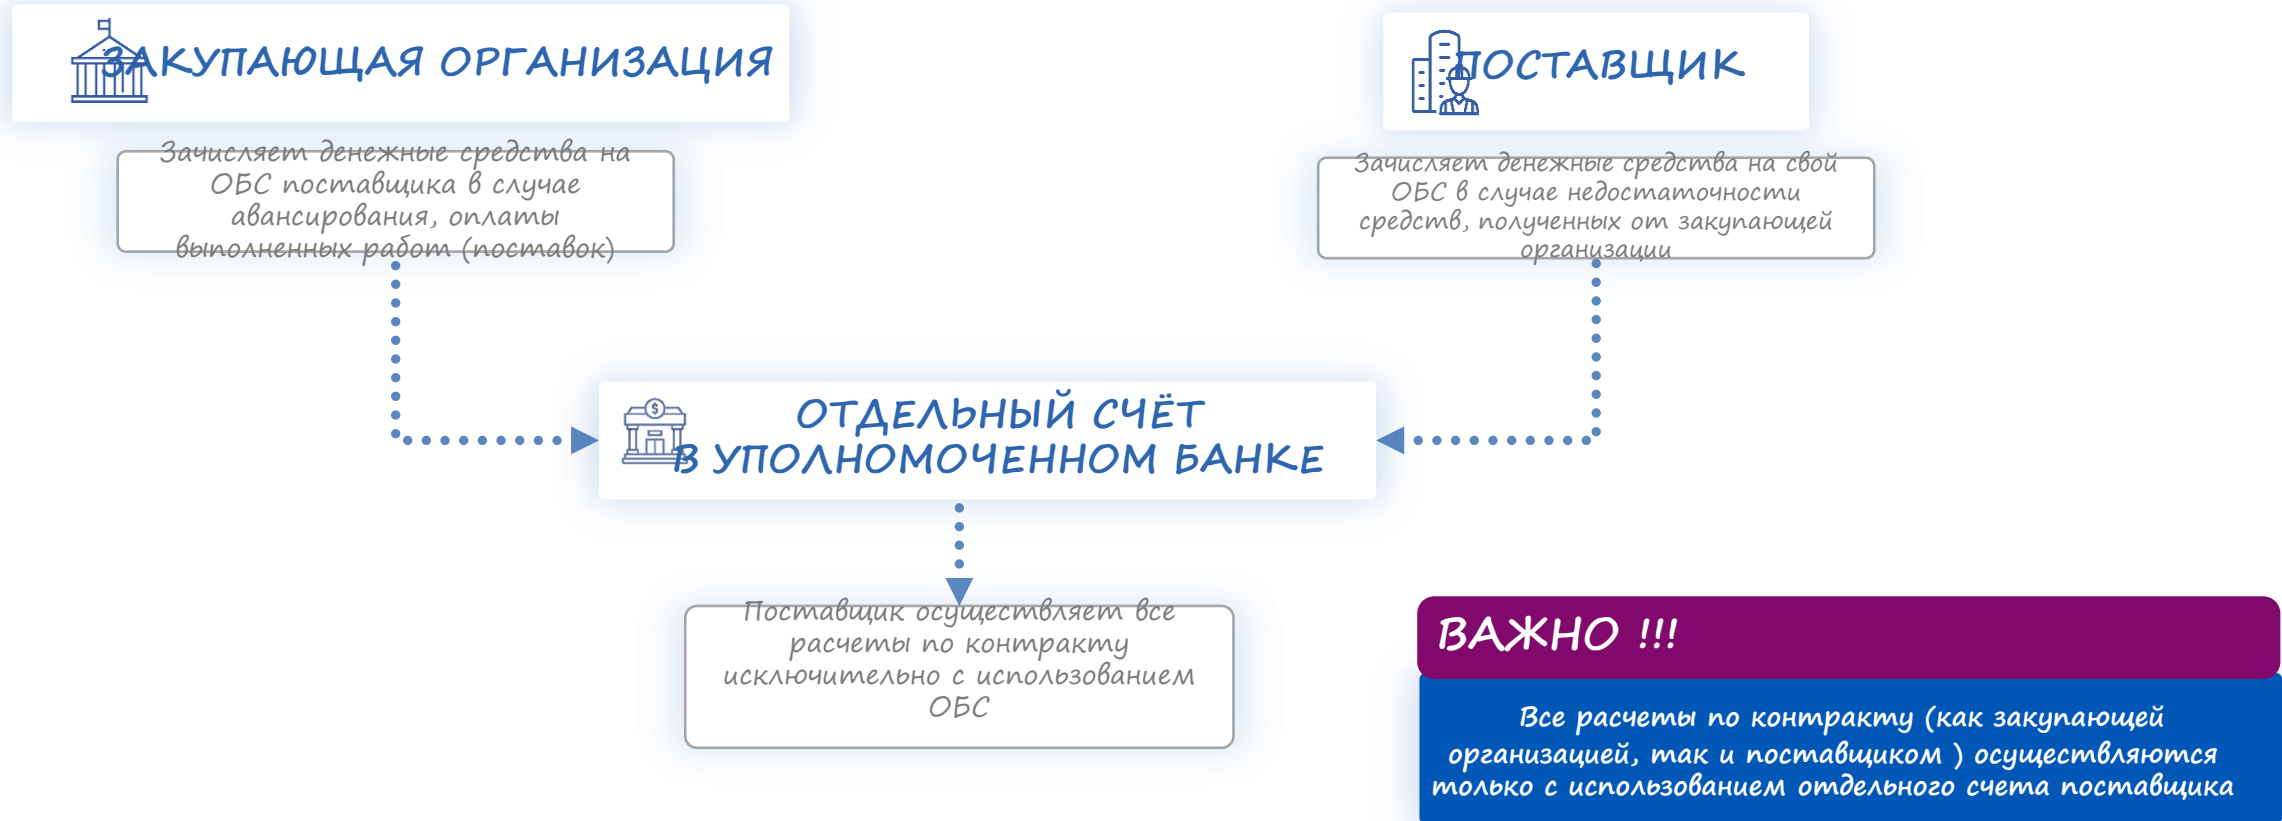 ЗАКУПАЮЩАЯ ОРГАНИЗАЦИЯ
Зачисляет денежные средства на
ОБС поставщика в случае
авансирования, оплаты
выполненных работ (поставок)
ПОСТАВЩИК
Зачисляет денежные средства на свой
ОБС в случае недостаточности
средств, полученных от закупающей
организации
ОТДЕЛЬНЫЙ СЧЁТ
В УПОЛНОМОЧЕННОМ БАНКЕ
Поставщик осуществляет все
расчеты по контракту
исключительно с использованием
ОБС
ВАЖНО !!!
Все расчеты по контракту (как закупающей
организацией, так и поставщиком ) осуществляются
только с использованием отдельного счета поставщика